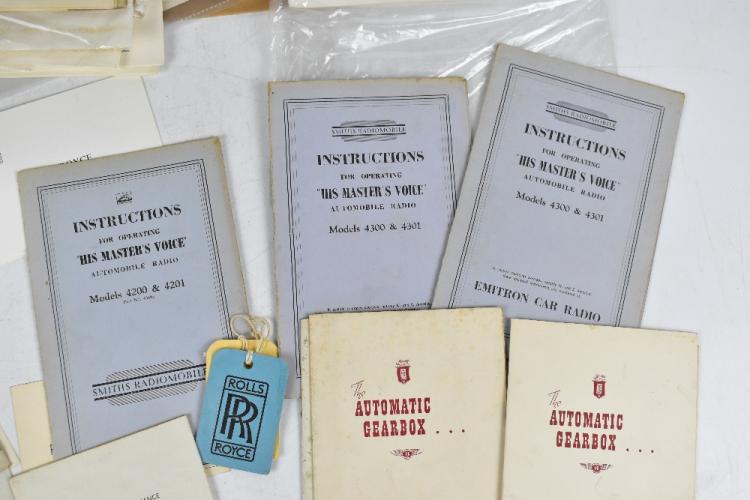 ROYCE
INSTRUCTIONS
FOR OPERATING
"HIS MASTER'S VOICE"
AUTOMOBILE RADIO
Models 4200 & 4201
SMITHS RADIOMOBILE
SMITHS RADIOMOBILE
INSTRUCTIONS
FOR OPERATING
"HIS MASTER'S VOICE"
AUTOMOBILE RADIO
Models 4300 & 4301
SMITHS RADIOMOBILE
INSTRUCTIONS
FOR OPERATING
"HIS MASTER'S VOICE"
AUTOMOBILE RADIO
Models 4300 & 4301
EMITRON CAR RADIO
ROLLS
RR
ROYCE
The
AUTOMATIC
GEARBOX . . .
The
AUTOMATIC
GEARBOX . . .